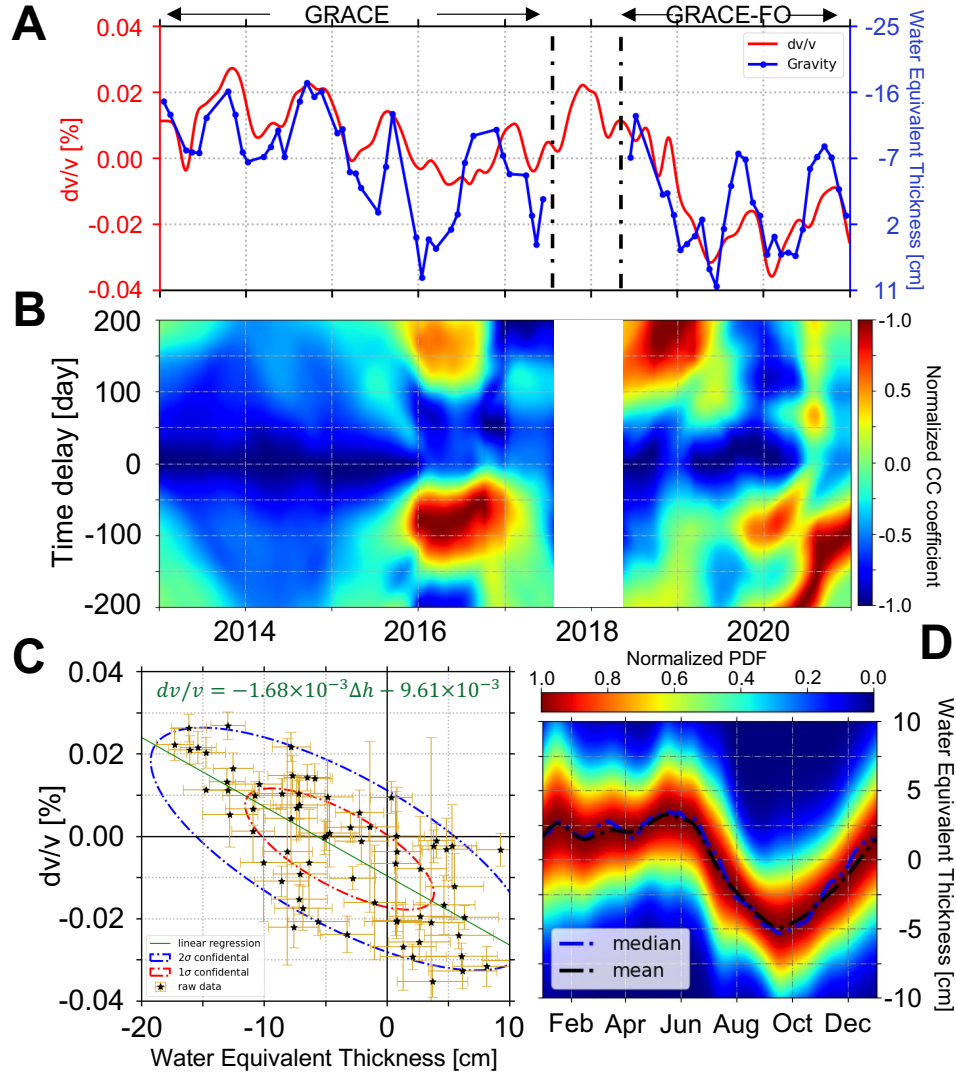 A
GRACE
GRACE-FO
0.04
0.02
0.00
-0.02
-0.04
dv/v [%]
dv/v
Gravity
-25
-16
-7
2
11
Water Equivalent Thickness [cm]
B
200
100
0
-100
-200
Time delay [day]
2014
2016
2018
2020
-1.0
0.5
0.0
-0.5
-1.0
Normalized CC coefficient
C
0.04
0.02
0.00
-0.02
-0.04
dv/v [%]
dv/v = −1.68×10⁻³Δh − 9.61×10⁻³
linear regression
2σ confidental
1σ confidental
raw data
-20
-10
0
10
Water Equivalent Thickness [cm]
D
Normalized PDF
1.0
0.8
0.6
0.4
0.2
0.0
10
5
0
-5
-10
Water Equivalent Thickness [cm]
median
mean
Feb
Apr
Jun
Aug
Oct
Dec